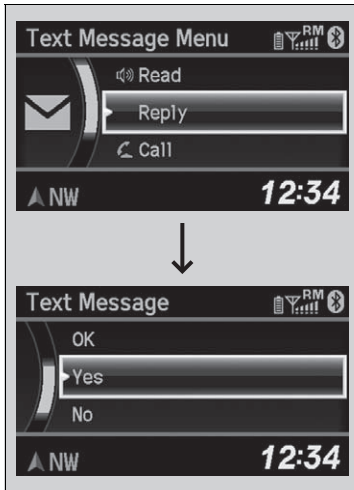 Text Message Menu RM
Read
Reply
Call
NW 12:34
Text Message RM
OK
Yes
No
NW 12:34